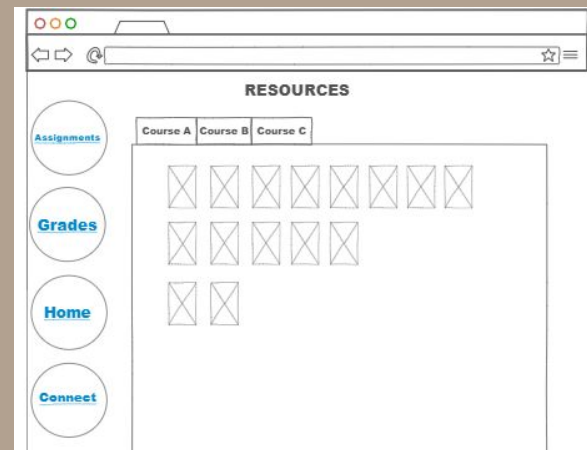 RESOURCES
Assignments
Course A Course B Course C
Grades
Home
Connect